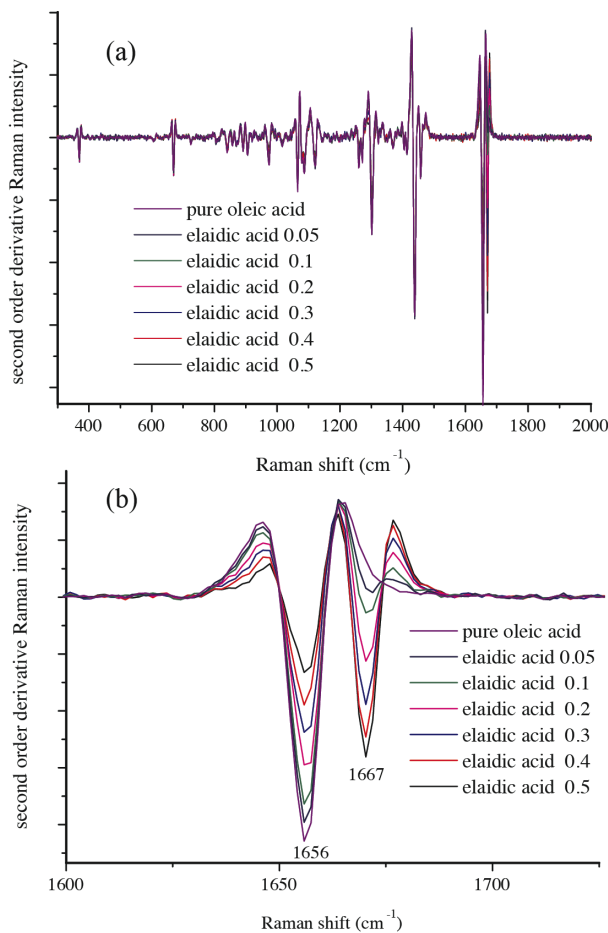 (a)
second order derivative Raman intensity
pure oleic acid
elaidic acid 0.05
elaidic acid 0.1
elaidic acid 0.2
elaidic acid 0.3
elaidic acid 0.4
elaidic acid 0.5
400 600 800 1000 1200 1400 1600 1800 2000
Raman shift (cm⁻¹)
(b)
second order derivative Raman intensity
pure oleic acid
elaidic acid 0.05
elaidic acid 0.1
elaidic acid 0.2
elaidic acid 0.3
elaidic acid 0.4
elaidic acid 0.5
1667
1656
1600 1650 1700
Raman shift (cm⁻¹)